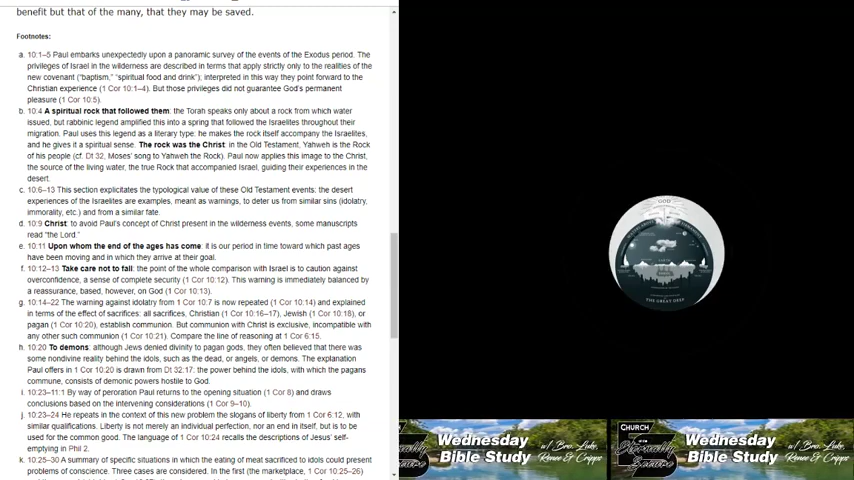 benefit but that of the many, that they may be saved.
Footnotes:
a. 10:1–5 Paul embarks unexpectedly upon a panoramic survey of the events of the Exodus period. The
privileges of Israel in the wilderness are described in terms that apply strictly only to the realities of the
new covenant (“baptism,” “spiritual food and drink”); interpreted in this way they point forward to the
Christian experience (1 Cor 10:1–4). But those privileges did not guarantee God’s permanent
pleasure (1 Cor 10:5).
b. 10:4 A spiritual rock that followed them: the Torah speaks only about a rock from which water
issued, but rabbinic legend amplified this into a spring that followed the Israelites throughout their
migration. Paul uses this legend as a literary type: he makes the rock itself accompany the Israelites,
and he gives it a spiritual sense. The rock was the Christ: in the Old Testament, Yahweh is the Rock
of his people (cf. Dt 32, Moses’ song to Yahweh the Rock). Paul now applies this image to the Christ,
the source of the living water, the true Rock that accompanied Israel, guiding their experiences in the
desert.
c. 10:6–13 This section explicitates the typological value of these Old Testament events: the desert
experiences of the Israelites are examples, meant as warnings, to deter us from similar sins (idolatry,
immorality, etc.) and from a similar fate.
d. 10:9 Christ: to avoid Paul’s concept of Christ present in the wilderness events, some manuscripts
read “the Lord.”
e. 10:11 Upon whom the end of the ages has come: it is our period in time toward which past ages
have been moving and in which they arrive at their goal.
f. 10:12–13 Take care not to fall: the point of the whole comparison with Israel is to caution against
overconfidence, a sense of complete security (1 Cor 10:12). This warning is immediately balanced by
a reassurance, based, however, on God (1 Cor 10:13).
g. 10:14–22 The warning against idolatry from 1 Cor 10:7 is now repeated (1 Cor 10:14) and explained
in terms of the effect of sacrifices: all sacrifices, Christian (1 Cor 10:16–17), Jewish (1 Cor 10:18), or
pagan (1 Cor 10:20), establish communion. But communion with Christ is exclusive, incompatible with
any other such communion (1 Cor 10:21). Compare the line of reasoning at 1 Cor 6:15.
h. 10:20 To demons: although Jews denied divinity to pagan gods, they often believed that there was
some nondivine reality behind the idols, such as the dead, or angels, or demons. The explanation
Paul offers in 1 Cor 10:20 is drawn from Dt 32:17: the power behind the idols, with which the pagans
commune, consists of demonic powers hostile to God.
i. 10:23–11:1 By way of peroration Paul returns to the opening situation (1 Cor 8) and draws
conclusions based on the intervening considerations (1 Cor 9–10).
j. 10:23–24 He repeats in the context of this new problem the slogans of liberty from 1 Cor 6:12, with
similar qualifications. Liberty is not merely an individual perfection, nor an end in itself, but is to be
used for the common good. The language of 1 Cor 10:24 recalls the descriptions of Jesus’ self-
emptying in Phil 2.
k. 10:25–30 A summary of specific situations in which the eating of meat sacrificed to idols could present
problems of conscience. Three cases are considered. In the first (the marketplace, 1 Cor 10:25–26)
GOD
EARTH
THE GREAT DEEP
Wednesday
Bible Study
w/ Bro. Luke,
Renee & Cripps
CHURCH
Eternally
Secure
Wednesday
Bible Study
w/ Bro. Luke,
Renee & Cripps